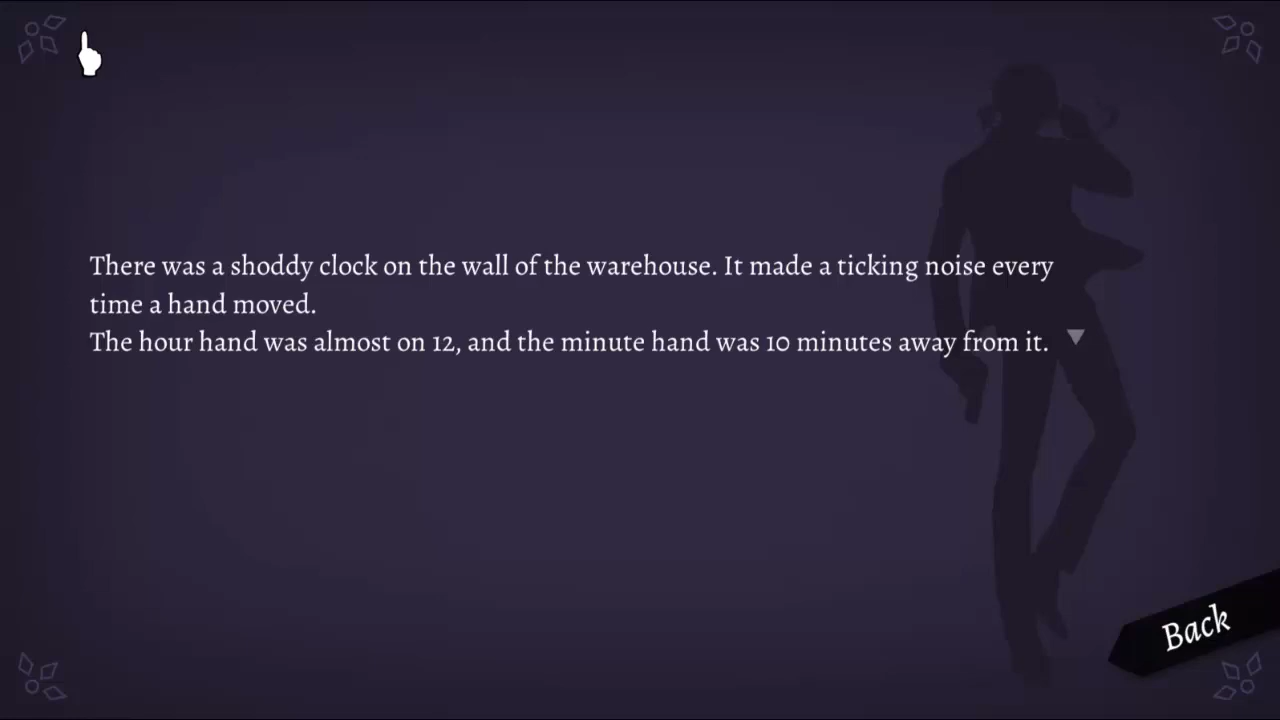 There was a shoddy clock on the wall of the warehouse. It made a ticking noise every
time a hand moved.
The hour hand was almost on 12, and the minute hand was 10 minutes away from it.
Back